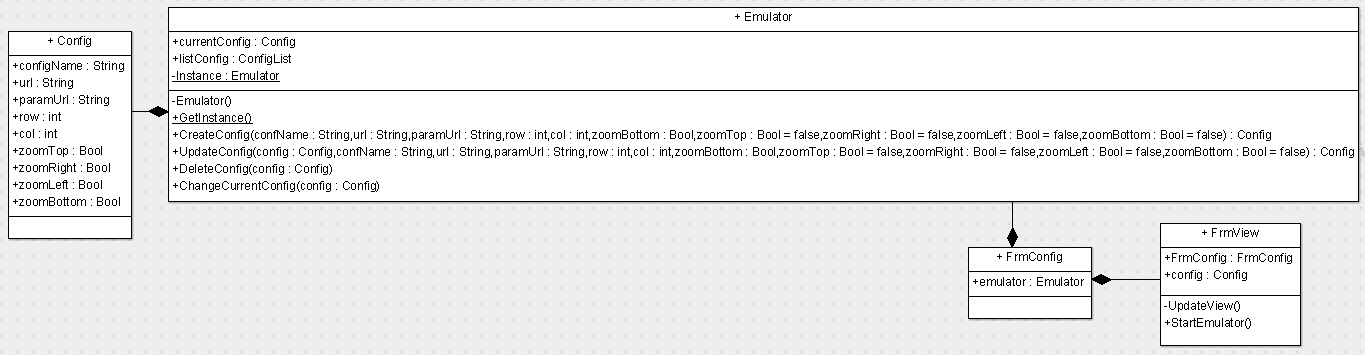 + Config
+configName : String
+url : String
+paramUrl : String
+row : int
+col : int
+zoomTop : Bool
+zoomRight : Bool
+zoomLeft : Bool
+zoomBottom : Bool
+ Emulator
+currentConfig : Config
+listConfig : ConfigList
-Instance : Emulator
-Emulator()
+GetInstance()
+CreateConfig(confName : String,url : String,paramUrl : String,row : int,col : int,zoomBottom : Bool,zoomTop : Bool = false,zoomRight : Bool = false,zoomLeft : Bool = false,zoomBottom : Bool = false) : Config
+UpdateConfig(config : Config,confName : String,url : String,paramUrl : String,row : int,col : int,zoomBottom : Bool,zoomTop : Bool = false,zoomRight : Bool = false,zoomLeft : Bool = false,zoomBottom : Bool = false) : Config
+DeleteConfig(config : Config)
+ChangeCurrentConfig(config : Config)
+ FrmConfig
+emulator : Emulator
+ FrmView
+FrmConfig : FrmConfig
+config : Config
-UpdateView()
+StartEmulator()